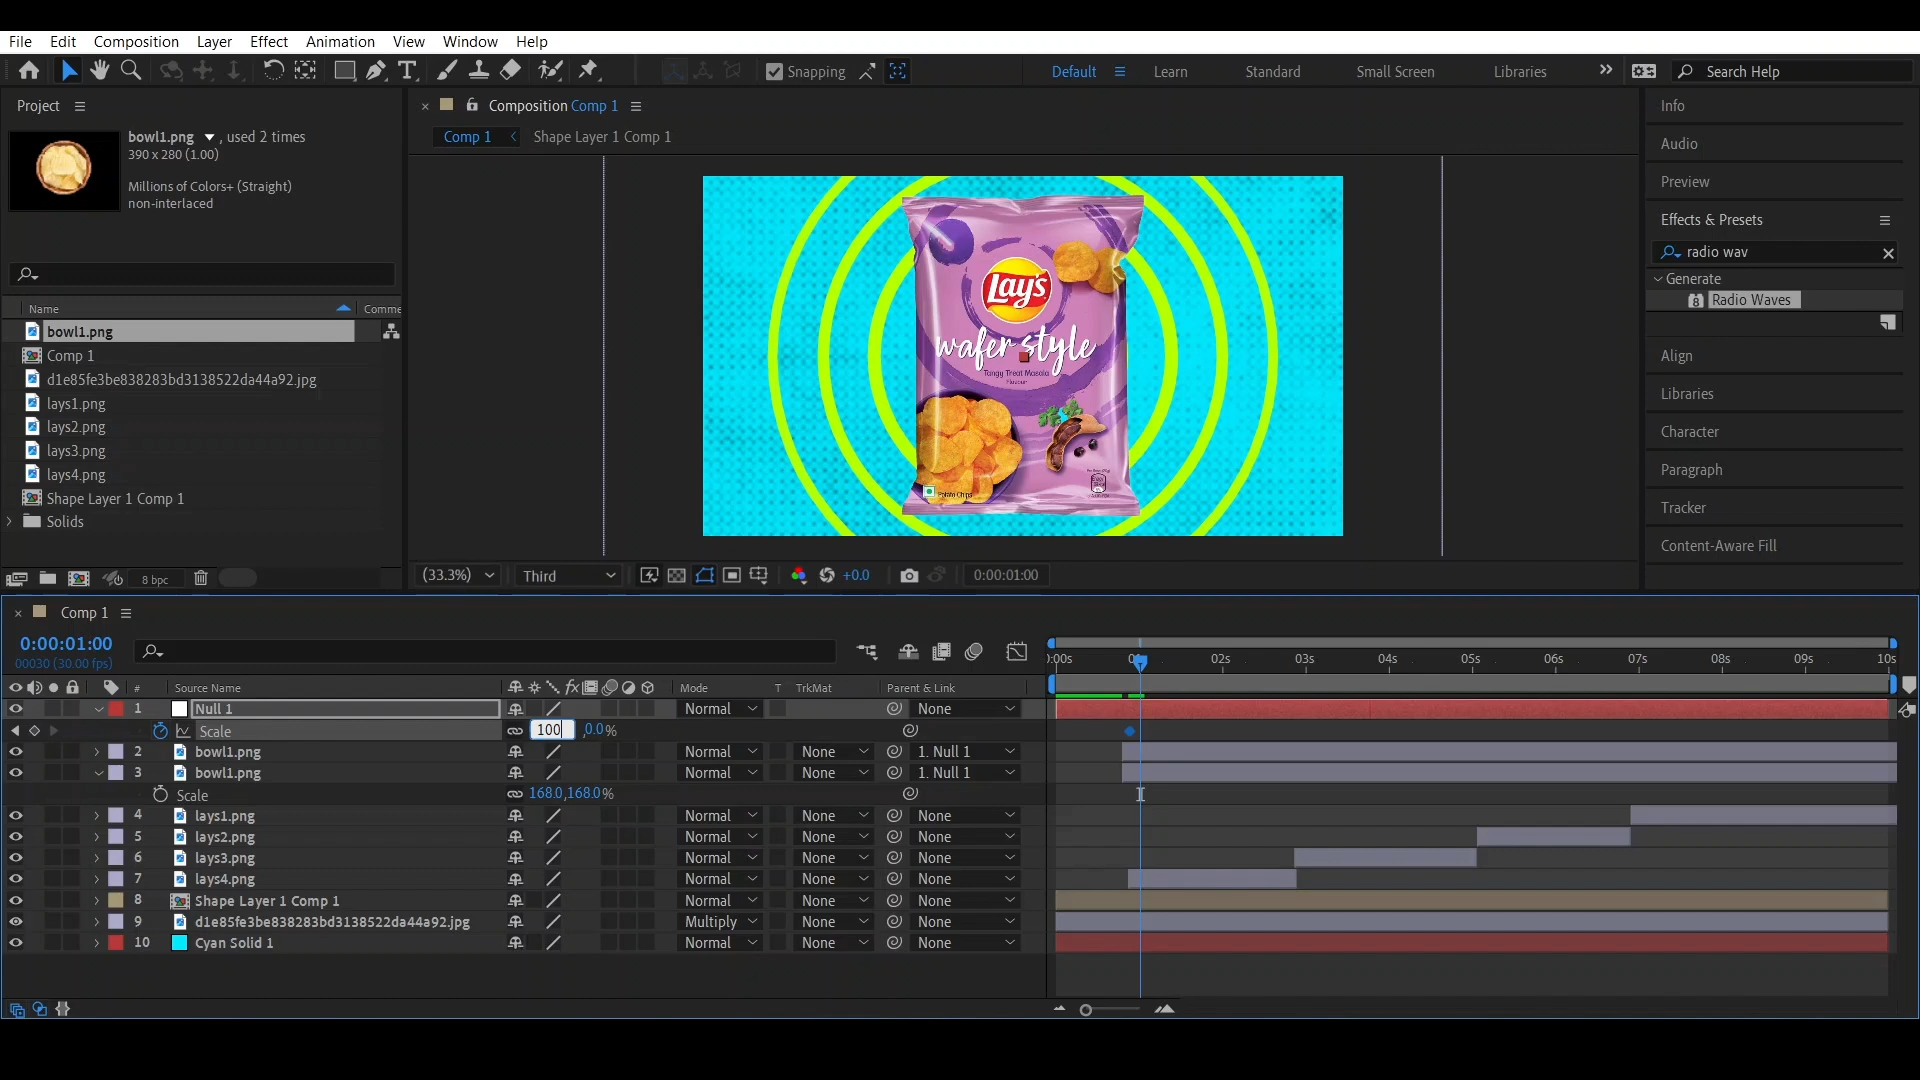 File Edit Composition Layer Effect Animation View Window Help
Snapping Default Learn Standard Small Screen Libraries Search Help
Project
bowl1.png , used 2 times
390 x 280 (1.00)
Millions of Colors+ (Straight)
non-interlaced
Name Comme
bowl1.png
Comp 1
d1e85fe3be838283bd3138522da44a92.jpg
lays1.png
lays2.png
lays3.png
lays4.png
Shape Layer 1 Comp 1
Solids
8 bpc
Composition Comp 1
Comp 1 Shape Layer 1 Comp 1
Lay's
wafer style
Tangy Treat Masala
Flavour
Potato Chips
(33.3%) Third +0.0 0:00:01:00
Info
Audio
Preview
Effects & Presets
radio wav
Generate
8 Radio Waves
Align
Libraries
Character
Paragraph
Tracker
Content-Aware Fill
Comp 1
0:00:01:00
00030 (30.00 fps)
0:00s 02s 03s 04s 05s 06s 07s 08s 09s 10s
# Source Name fx Mode T TrkMat Parent & Link
1 Null 1 Normal None
Scale 100 ,0.0%
2 bowl1.png Normal None 1. Null 1
3 bowl1.png Normal None 1. Null 1
Scale 168.0,168.0%
4 lays1.png Normal None None
5 lays2.png Normal None None
6 lays3.png Normal None None
7 lays4.png Normal None None
8 Shape Layer 1 Comp 1 Normal None None
9 d1e85fe3be838283bd3138522da44a92.jpg Multiply None None
10 Cyan Solid 1 Normal None None